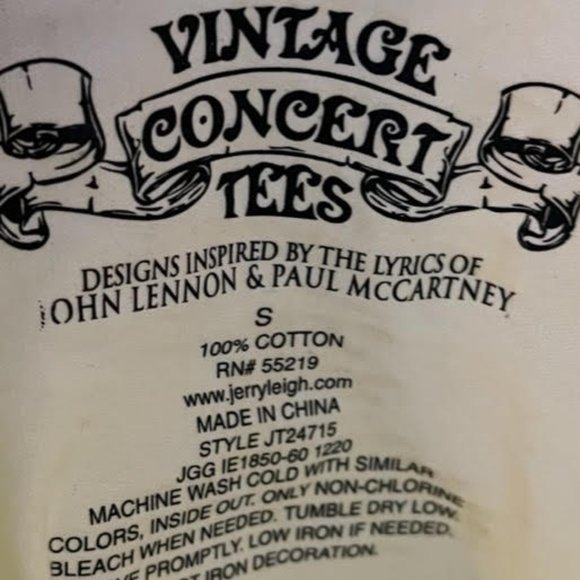 VINTAGE
CONCERT
TEES
DESIGNS INSPIRED BY THE LYRICS OF
JOHN LENNON & PAUL McCARTNEY
S
100% COTTON
RN# 55219
www.jerryleigh.com
MADE IN CHINA
STYLE JT24715
JGG IE1850-60 1220
MACHINE WASH COLD WITH SIMILAR
COLORS, INSIDE OUT. ONLY NON-CHLORINE
BLEACH WHEN NEEDED. TUMBLE DRY LOW.
PROMPTLY. LOW IRON IF NEEDED.
IRON DECORATION.